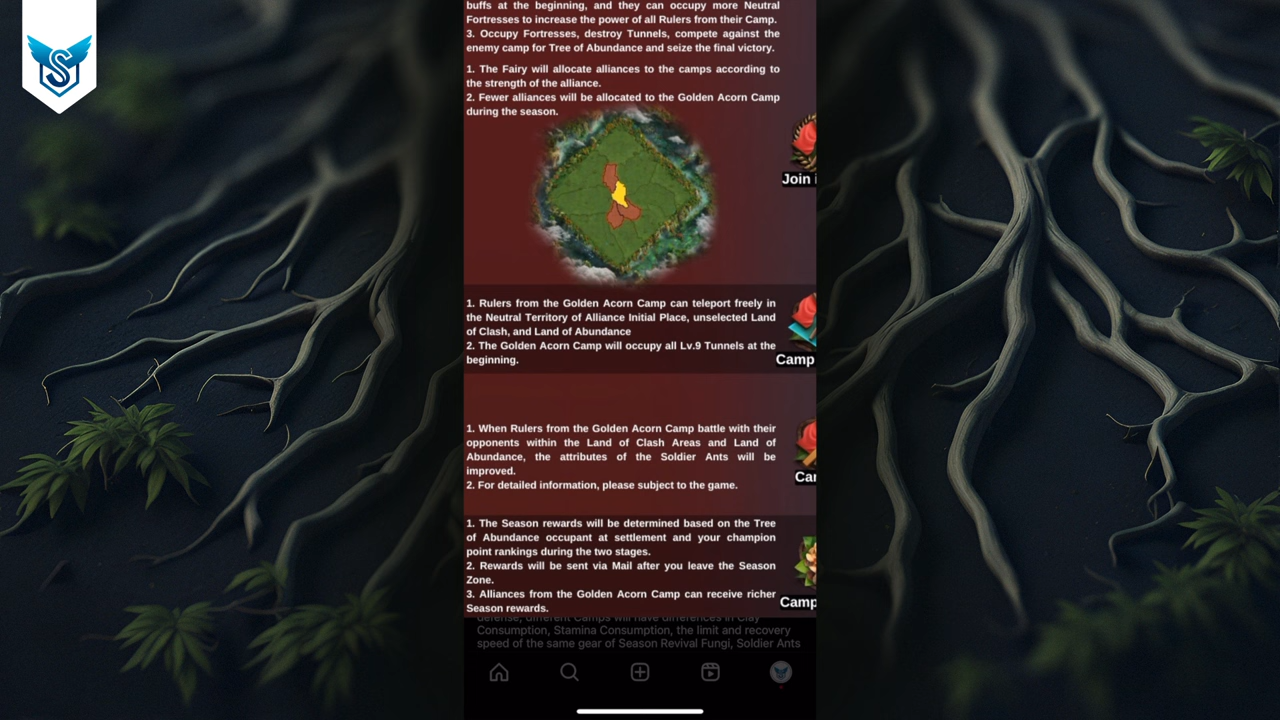 buffs at the beginning, and they can occupy more Neutral
Fortresses to increase the power of all Rulers from their Camp.
3. Occupy Fortresses, destroy Tunnels, compete against the
enemy camp for Tree of Abundance and seize the final victory.
1. The Fairy will allocate alliances to the camps according to
the strength of the alliance.
2. Fewer alliances will be allocated to the Golden Acorn Camp
during the season.
Join
1. Rulers from the Golden Acorn Camp can teleport freely in
the Neutral Territory of Alliance Initial Place, unselected Land
of Clash, and Land of Abundance
2. The Golden Acorn Camp will occupy all Lv.9 Tunnels at the
beginning.
Camp
1. When Rulers from the Golden Acorn Camp battle with their
opponents within the Land of Clash Areas and Land of
Abundance, the attributes of the Soldier Ants will be
improved.
2. For detailed information, please subject to the game.
Car
1. The Season rewards will be determined based on the Tree
of Abundance occupant at settlement and your champion
point rankings during the two stages.
2. Rewards will be sent via Mail after you leave the Season
Zone.
3. Alliances from the Golden Acorn Camp can receive richer
Season rewards.
Camp
defense, different Camps will have differences in Clay
Consumption, Stamina Consumption, the limit and recovery
speed of the same gear of Season Revival Fungi, Soldier Ants